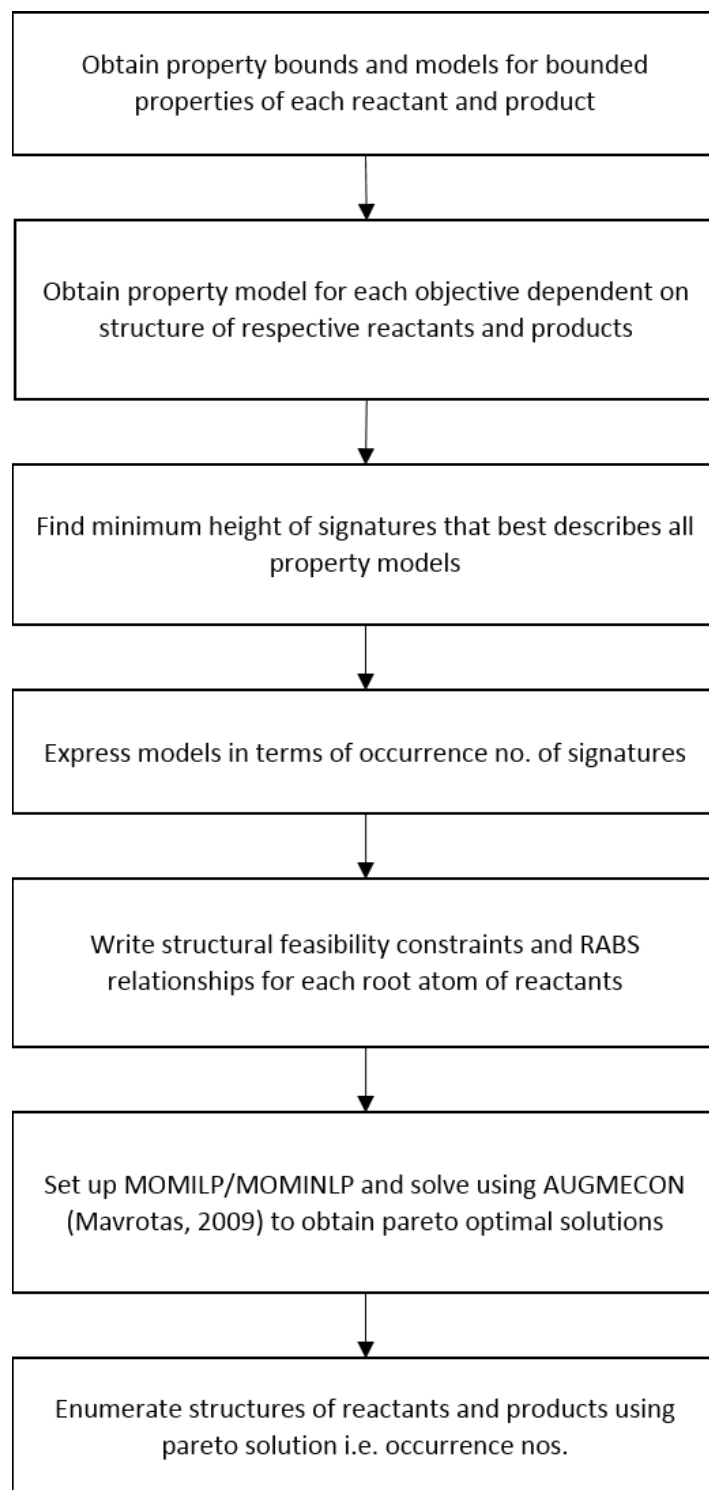 Obtain property bounds and models for bounded
properties of each reactant and product
Obtain property model for each objective dependent on
structure of respective reactants and products
Find minimum height of signatures that best describes all
property models
Express models in terms of occurrence no. of signatures
Write structural feasibility constraints and RABS
relationships for each root atom of reactants
Set up MOMILP/MOMINLP and solve using AUGMECON
(Mavrotas, 2009) to obtain pareto optimal solutions
Enumerate structures of reactants and products using
pareto solution i.e. occurrence nos.